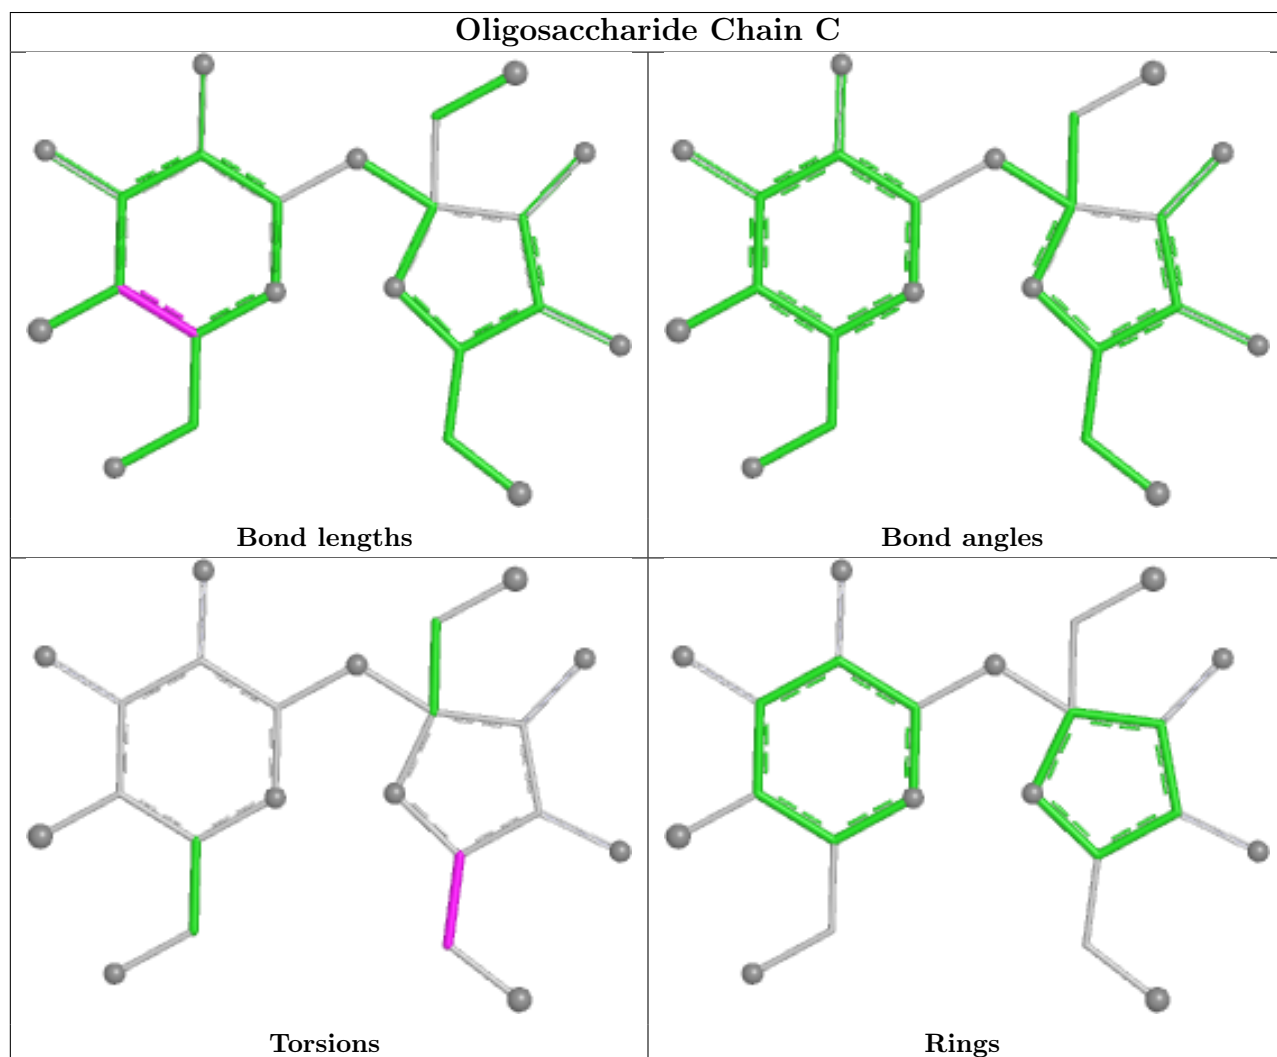 Oligosaccharide Chain C
Bond lengths
Bond angles
Torsions
Rings